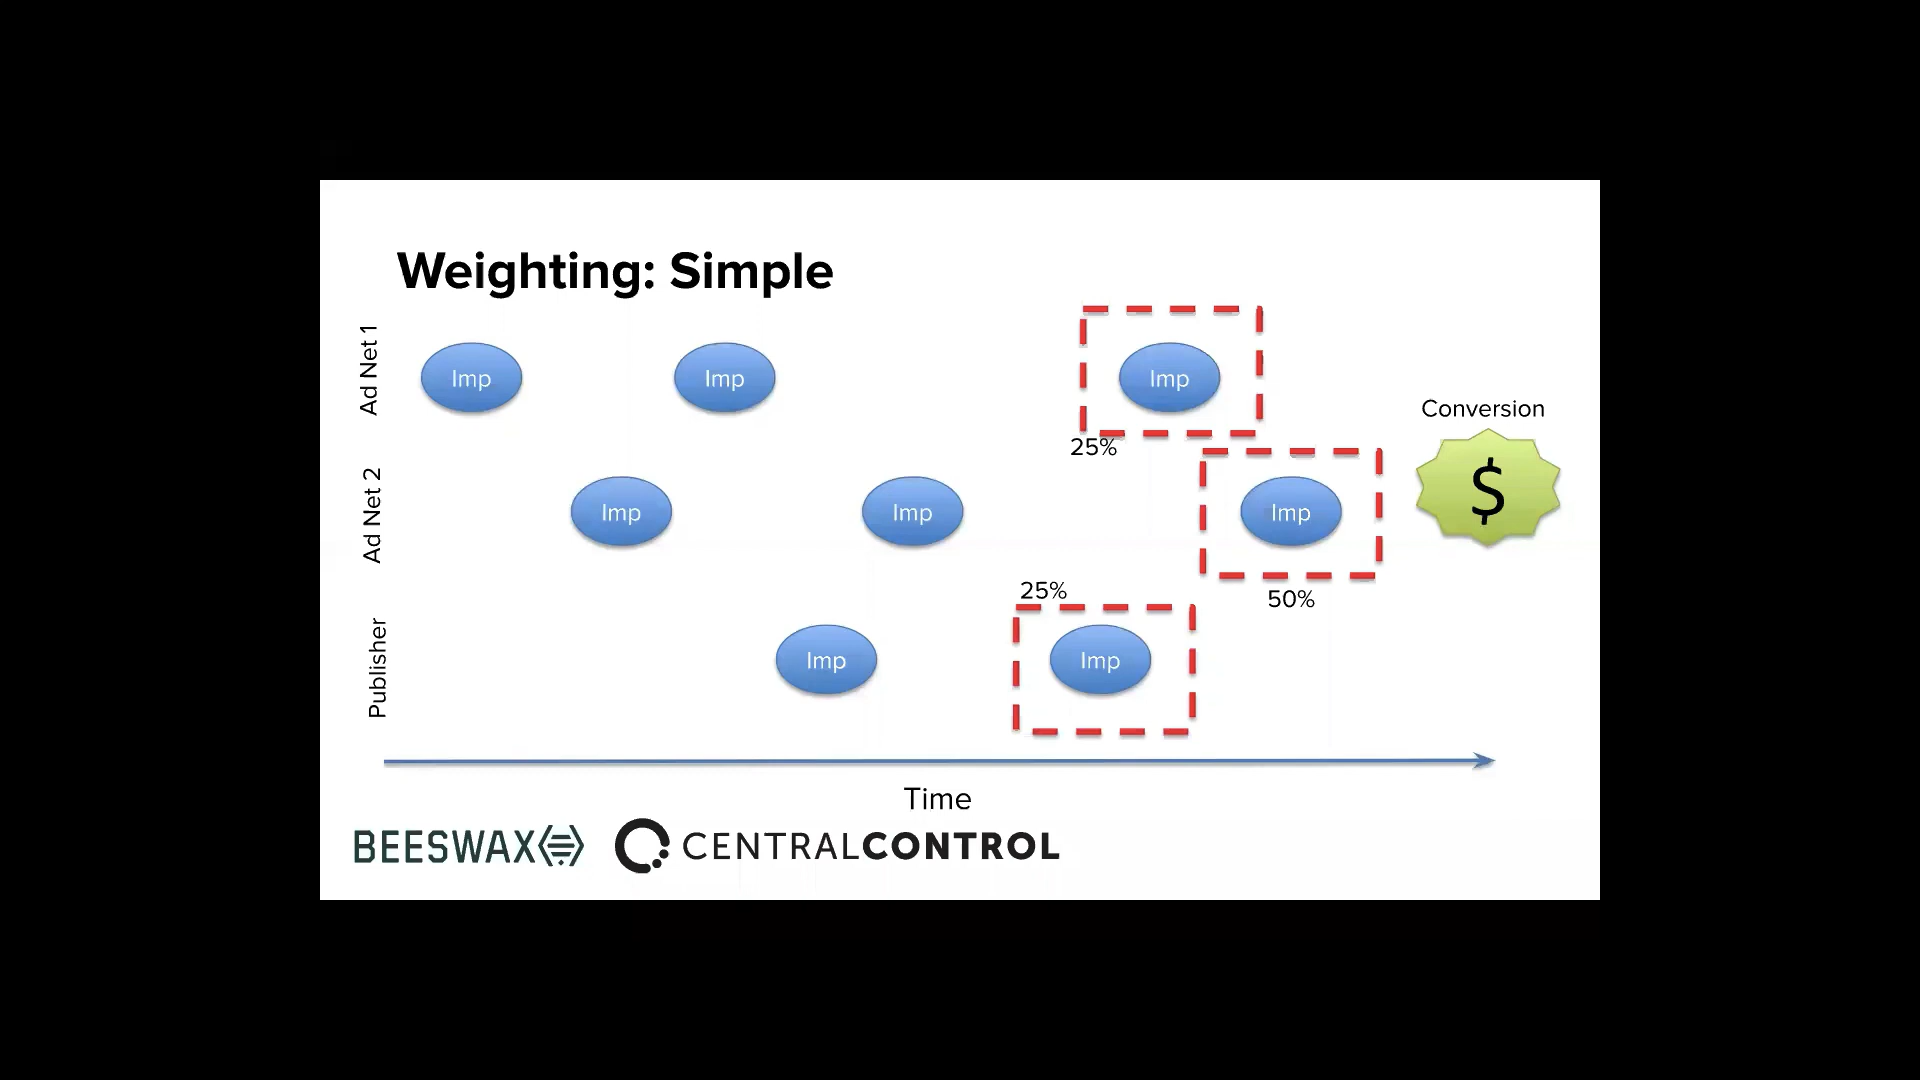 Weighting: Simple
Ad Net 1
Imp
Imp
Imp
25%
Conversion
$
Ad Net 2
Imp
Imp
Imp
50%
25%
Publisher
Imp
Imp
Time
BEESWAX
CENTRALCONTROL